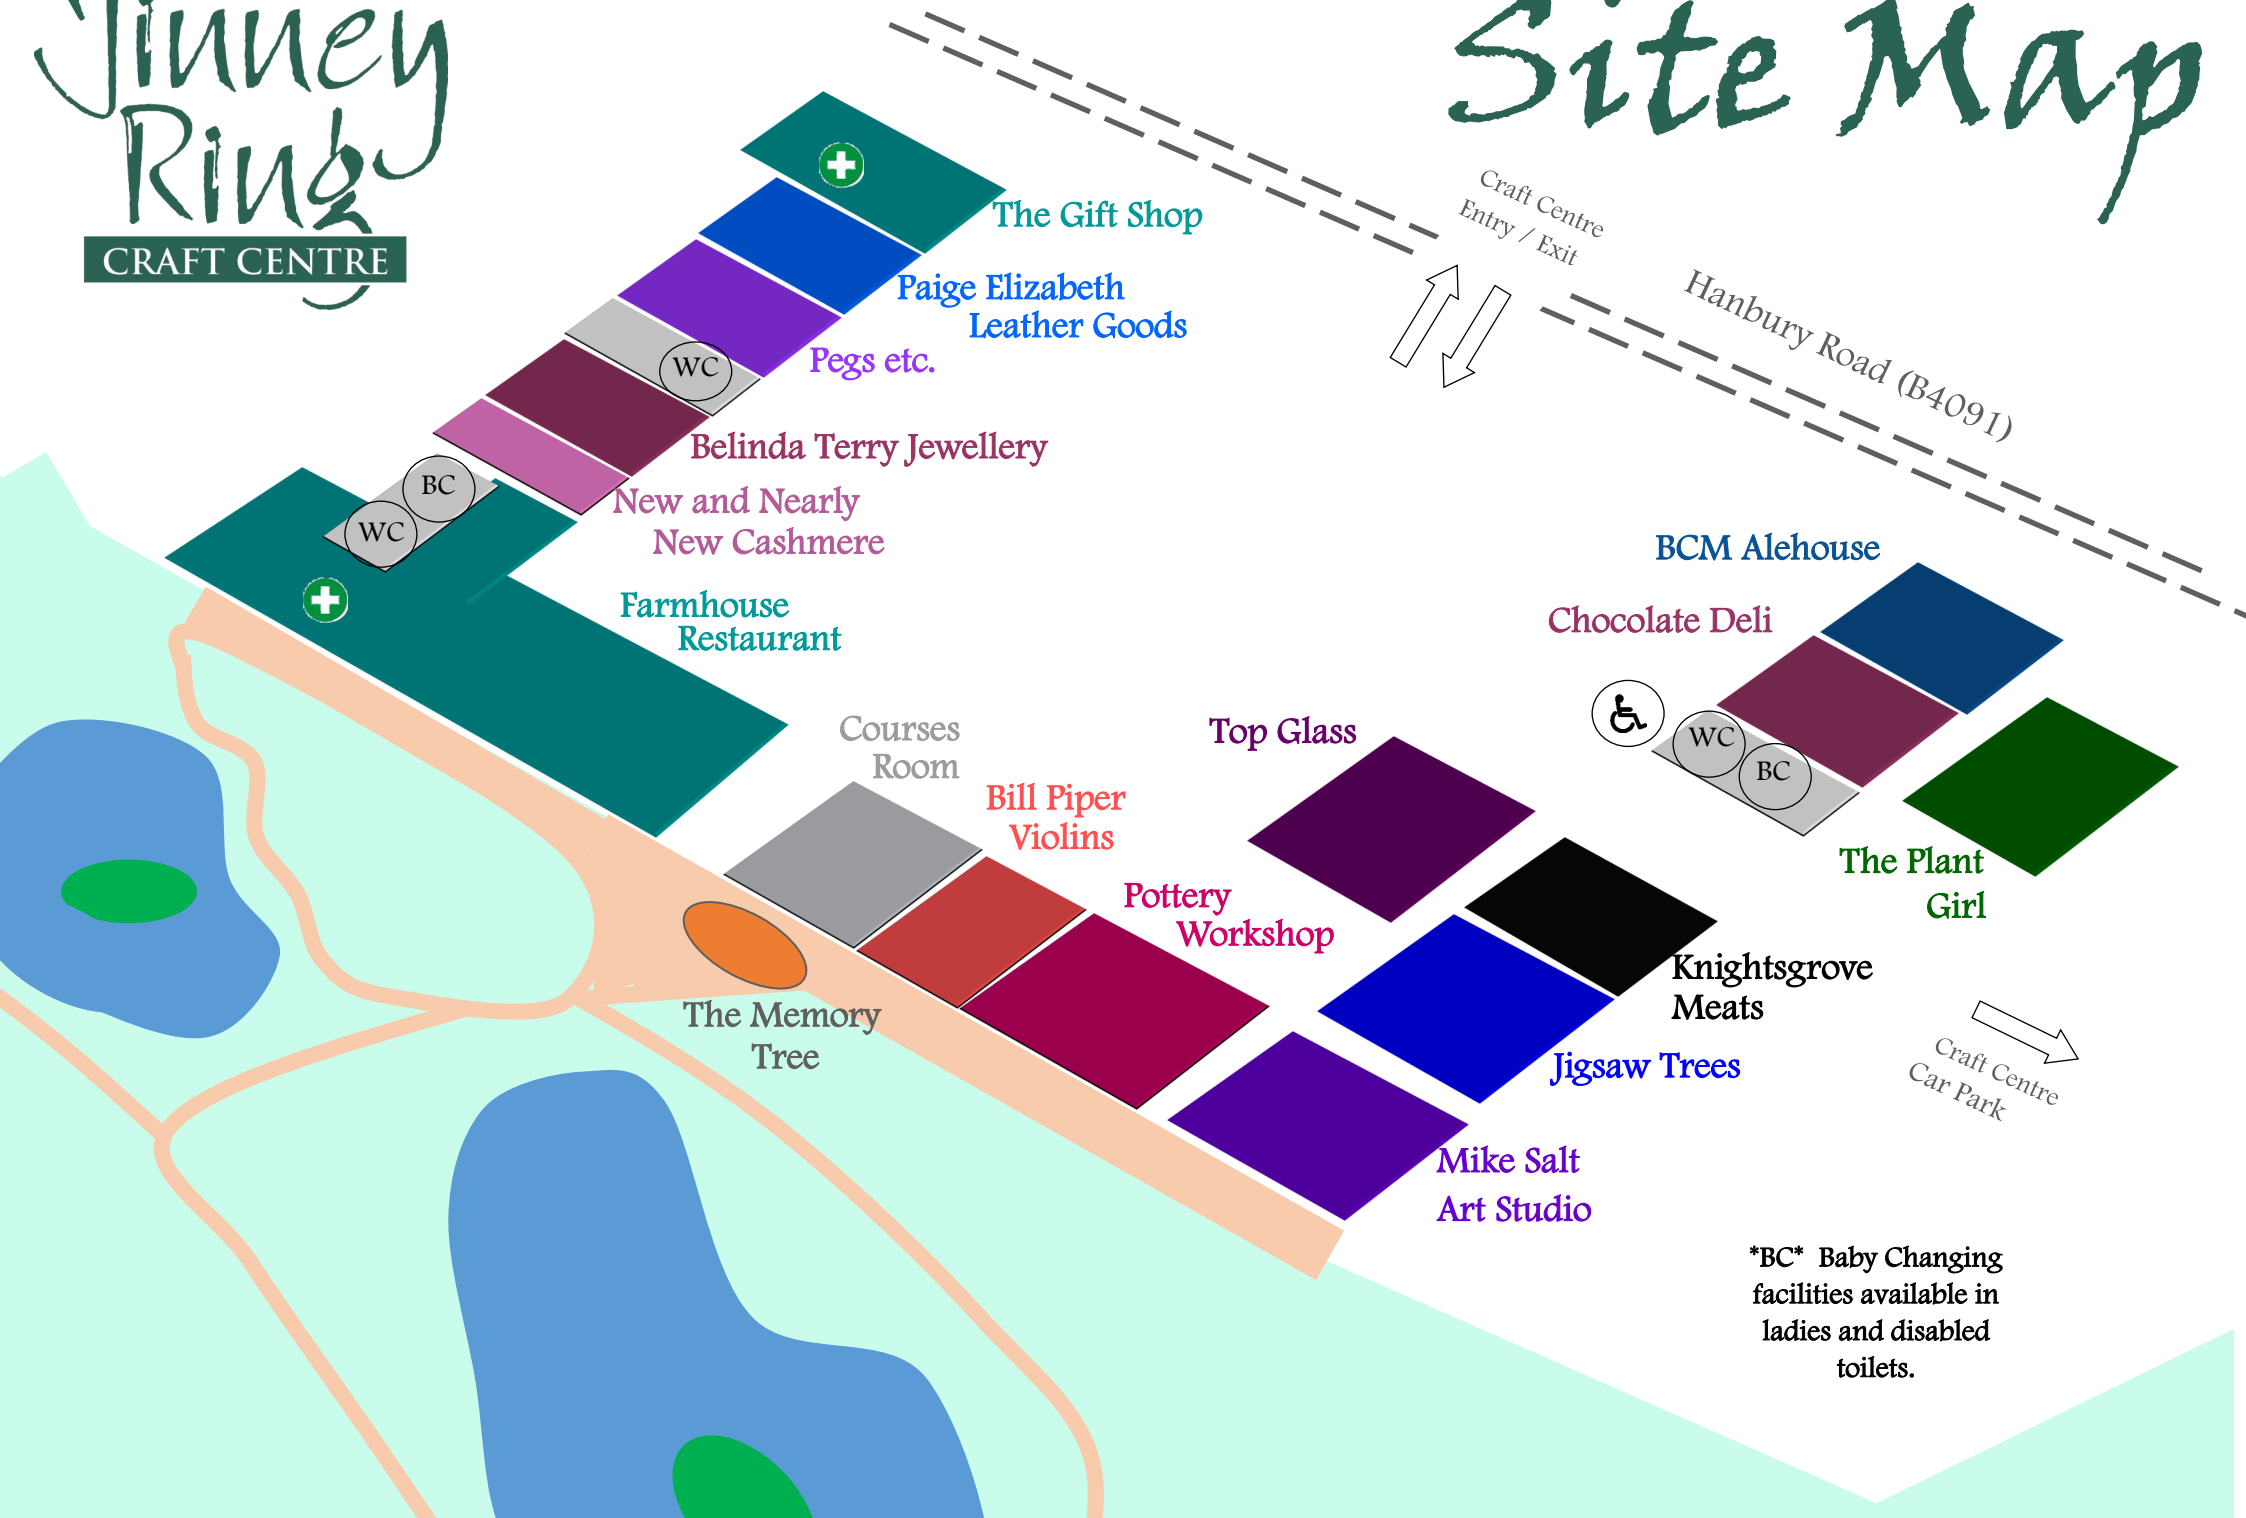 Jinney
Ring
CRAFT CENTRE
Site Map
Craft Centre
Entry / Exit
Hanbury Road (B4091)
The Gift Shop
Paige Elizabeth
Leather Goods
Pegs etc.
WC
Belinda Terry Jewellery
New and Nearly
New Cashmere
BC
WC
Farmhouse
Restaurant
BCM Alehouse
Chocolate Deli
WC
BC
The Plant
Girl
Courses
Room
Bill Piper
Violins
Top Glass
Pottery
Workshop
Knightsgrove
Meats
Jigsaw Trees
The Memory
Tree
Craft Centre
Car Park
Mike Salt
Art Studio
*BC* Baby Changing
facilities available in
ladies and disabled
toilets.